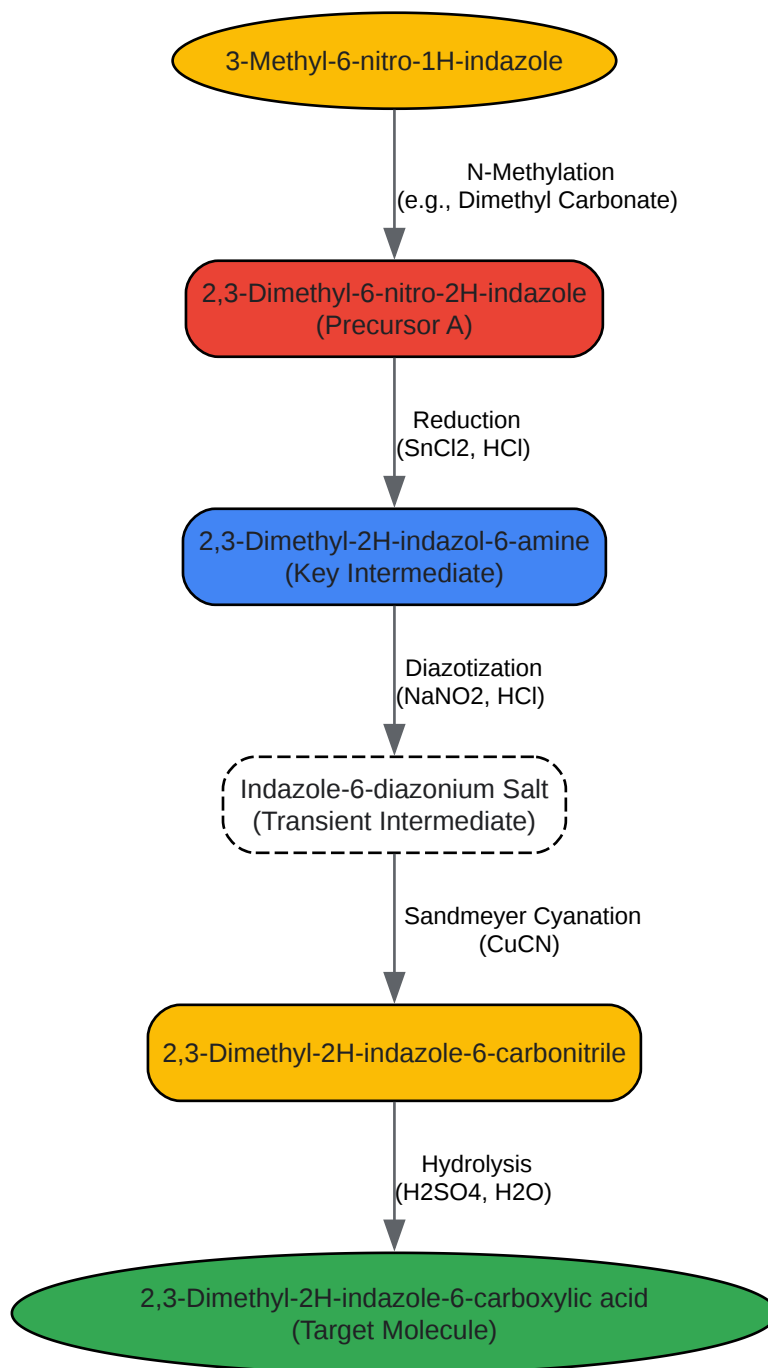 3-Methyl-6-nitro-1H-indazole
N-Methylation
(e.g., Dimethyl Carbonate)
2,3-Dimethyl-6-nitro-2H-indazole
(Precursor A)
Reduction
(SnCl2, HCl)
2,3-Dimethyl-2H-indazol-6-amine
(Key Intermediate)
Diazotization
(NaNO2, HCl)
Indazole-6-diazonium Salt
(Transient Intermediate)
Sandmeyer Cyanation
(CuCN)
2,3-Dimethyl-2H-indazole-6-carbonitrile
Hydrolysis
(H2SO4, H2O)
2,3-Dimethyl-2H-indazole-6-carboxylic acid
(Target Molecule)